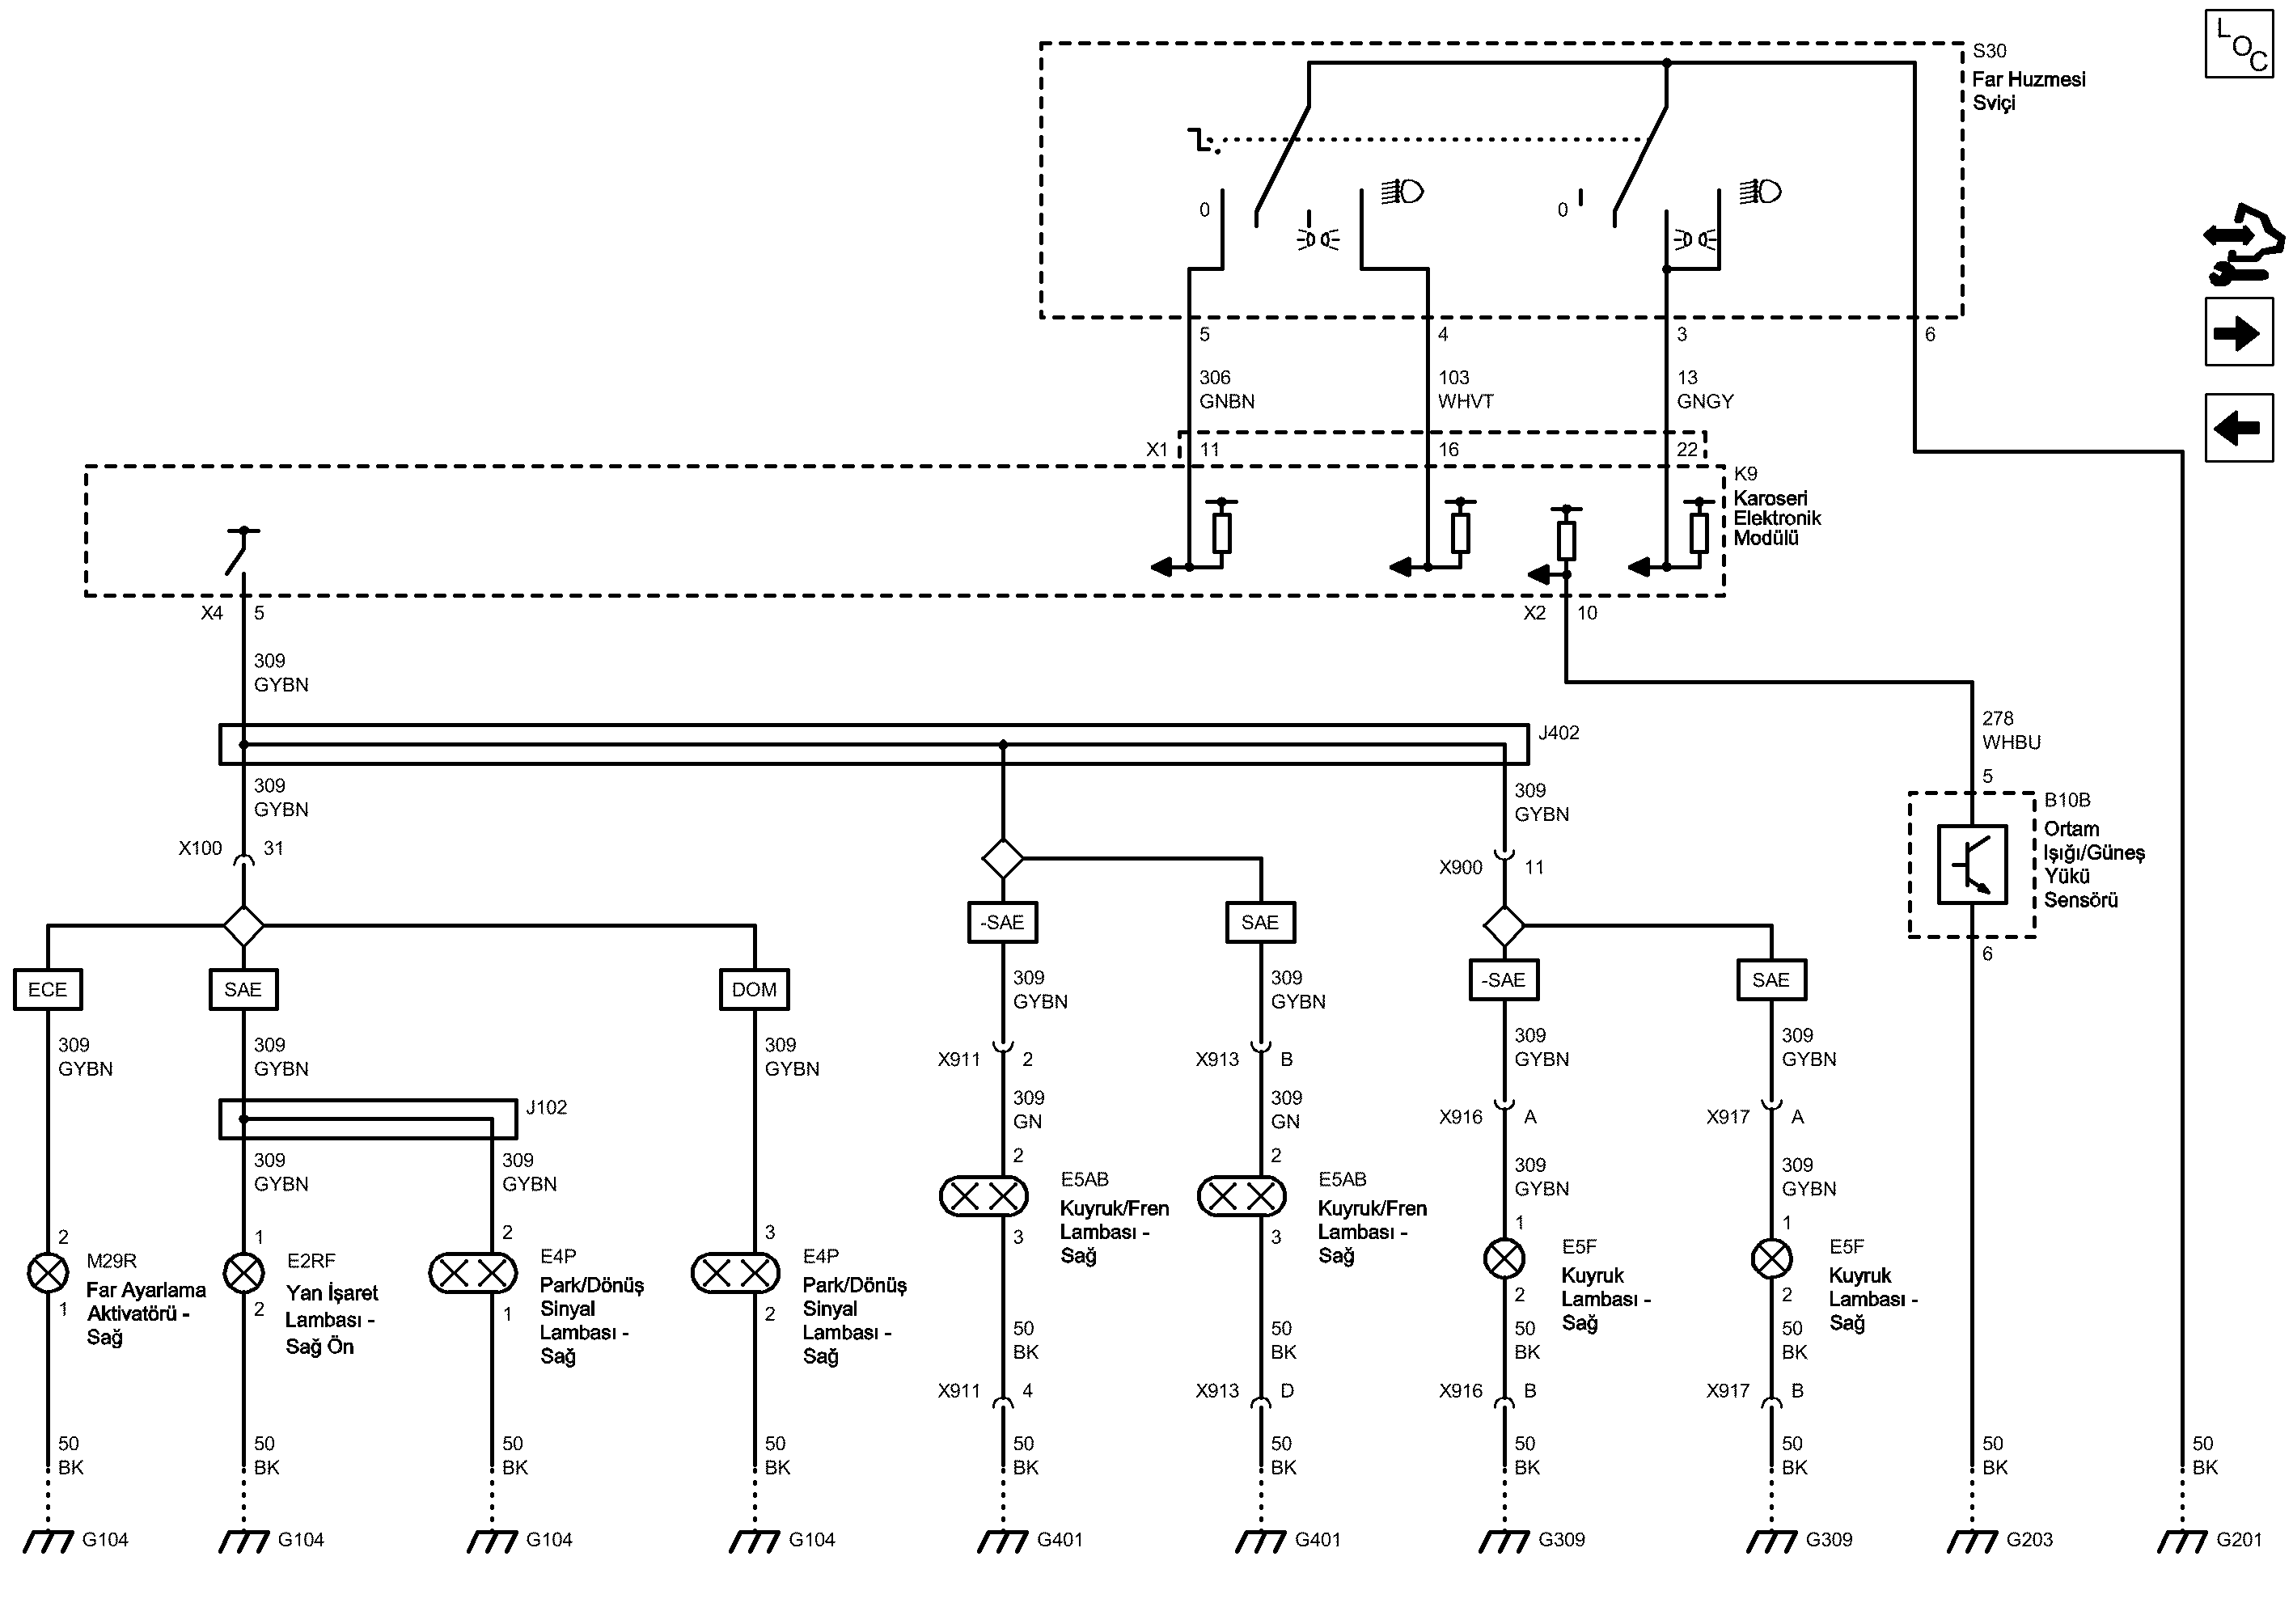 L
O
C
S30
Far Huzmesi
Sviçi
0
0
5
4
3
6
306
GNBN
103
WHVT
13
GNGY
X1
11
16
22
K9
Karoseri
Elektronik
Modülü
X4
5
X2
10
309
GYBN
J402
278
WHBU
309
GYBN
309
GYBN
5
B10B
Ortam
Işığı/Güneş
Yükü
Sensörü
6
X100
31
X900
11
-SAE
SAE
ECE
SAE
DOM
-SAE
SAE
309
GYBN
309
GYBN
309
GYBN
309
GYBN
309
GYBN
309
GYBN
309
GYBN
X911
2
X913
B
J102
309
GN
309
GN
X916
A
X917
A
309
GYBN
309
GYBN
2
2
309
GYBN
309
GYBN
E5AB
Kuyruk/Fren
Lambası -
Sağ
E5AB
Kuyruk/Fren
Lambası -
Sağ
3
3
2
1
2
3
1
1
M29R
Far Ayarlama
Aktivatörü -
Sağ
E2RF
Yan İşaret
Lambası -
Sağ Ön
E4P
Park/Dönüş
Sinyal
Lambası -
Sağ
E4P
Park/Dönüş
Sinyal
Lambası -
Sağ
E5F
Kuyruk
Lambası -
Sağ
E5F
Kuyruk
Lambası -
Sağ
1
2
1
2
2
2
50
BK
50
BK
50
BK
50
BK
X911
4
X913
D
X916
B
X917
B
50
BK
50
BK
50
BK
50
BK
50
BK
50
BK
50
BK
50
BK
50
BK
50
BK
G104
G104
G104
G104
G401
G401
G309
G309
G203
G201